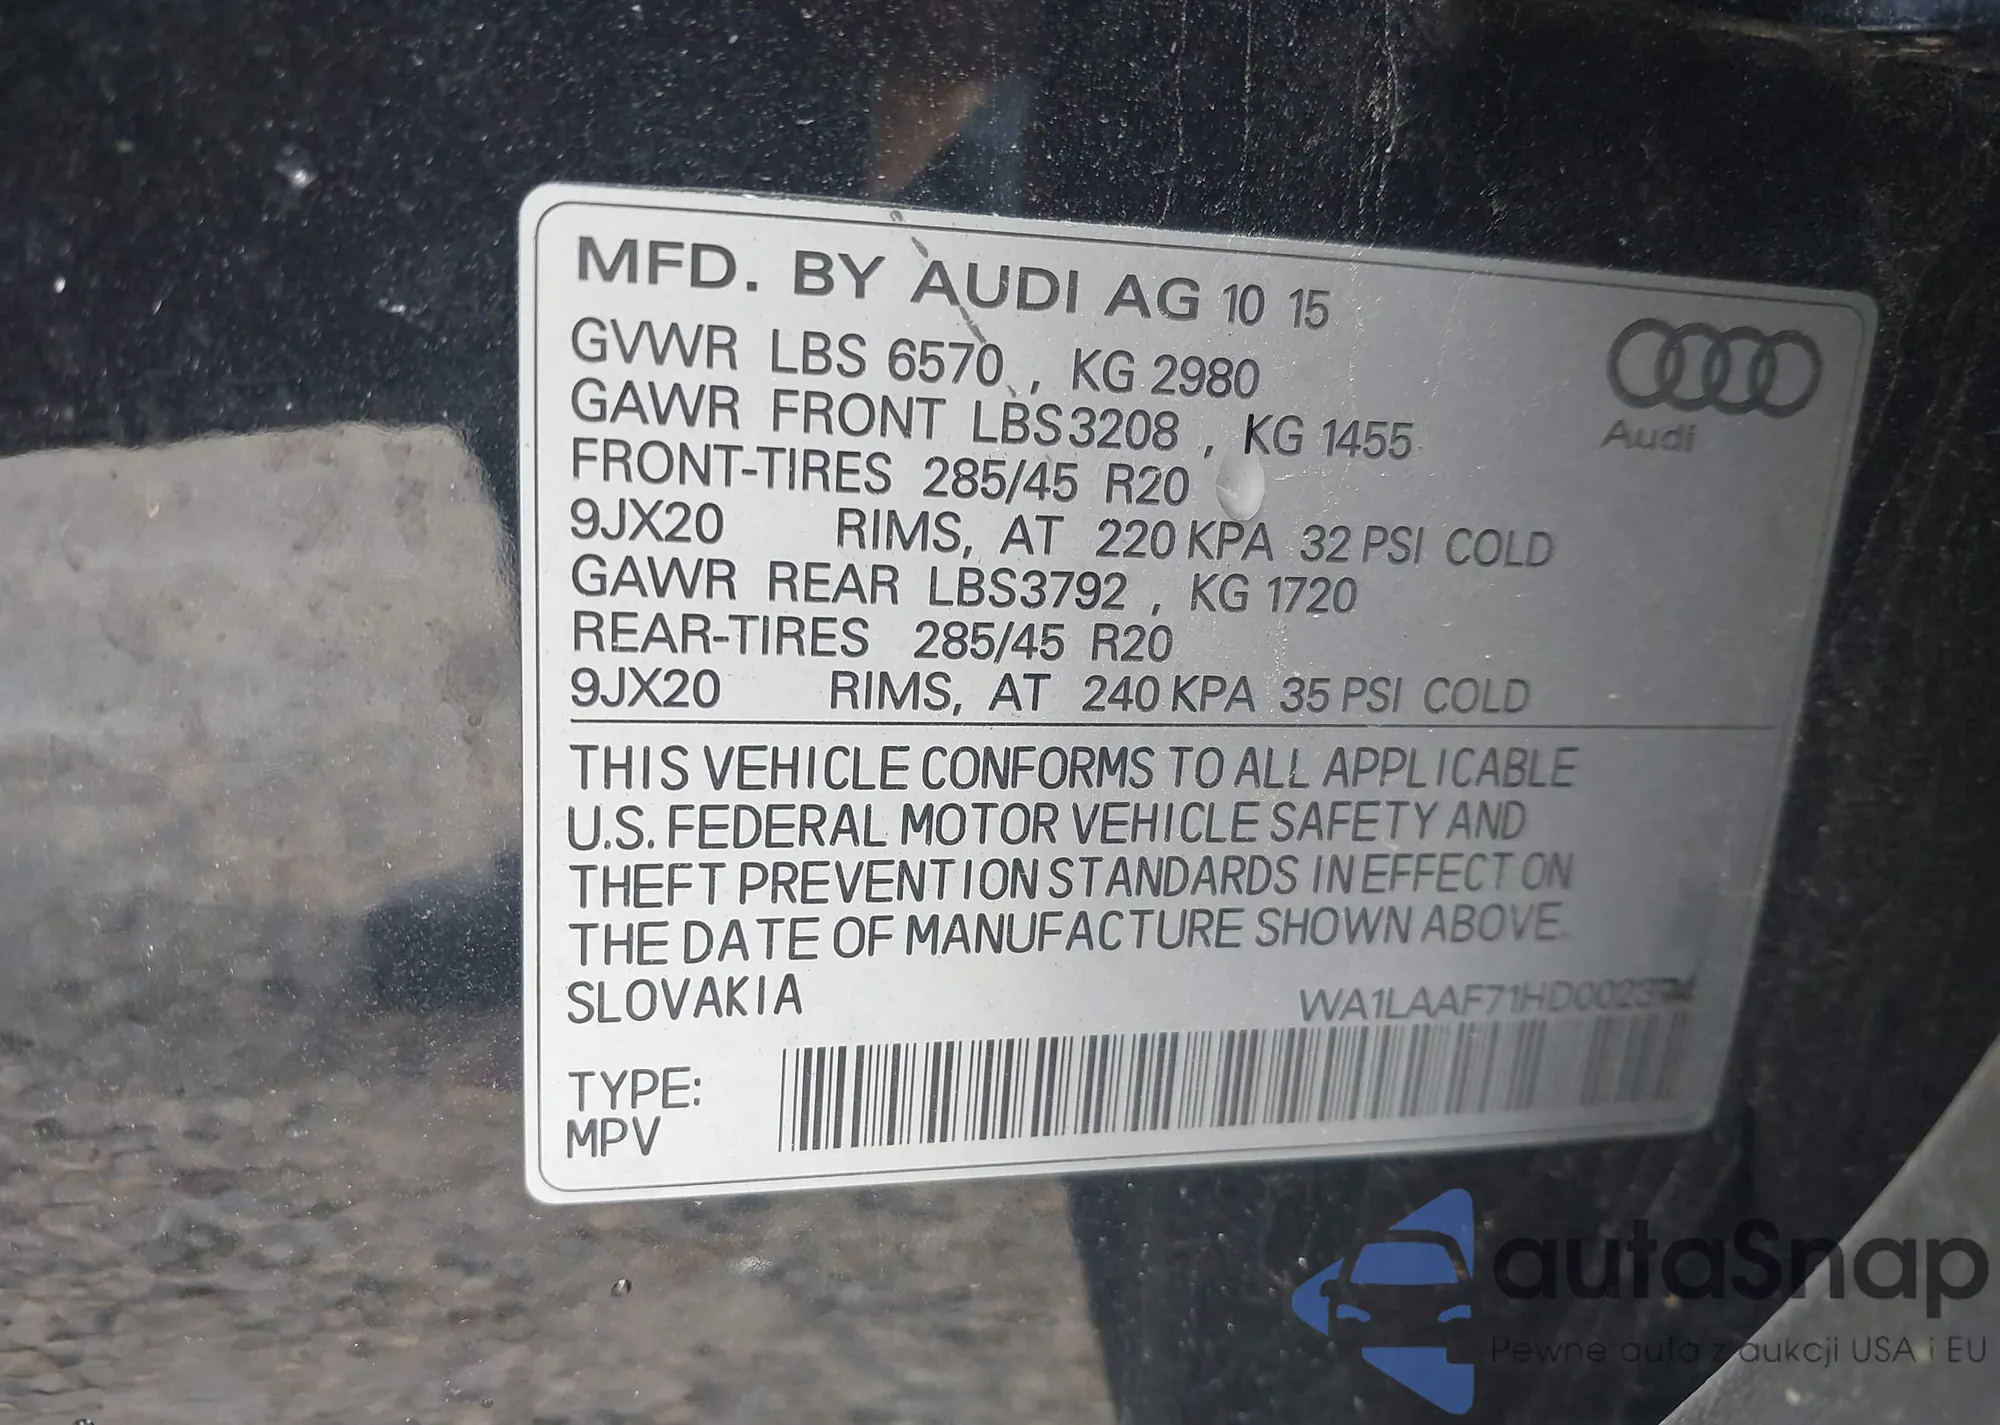 MFD. BY AUDI AG 10 15
GVWR LBS 6570 , KG 2980
GAWR FRONT LBS3208 , KG 1455
FRONT-TIRES 285/45 R20
9JX20 RIMS, AT 220 KPA 32 PSI COLD
GAWR REAR LBS3792 , KG 1720
REAR-TIRES 285/45 R20
9JX20 RIMS, AT 240 KPA 35 PSI COLD
Audi
THIS VEHICLE CONFORMS TO ALL APPLICABLE
U.S. FEDERAL MOTOR VEHICLE SAFETY AND
THEFT PREVENTION STANDARDS IN EFFECT ON
THE DATE OF MANUFACTURE SHOWN ABOVE.
SLOVAKIA
TYPE:
MPV
autaSnap
Pewne auta z aukcji USA i EU